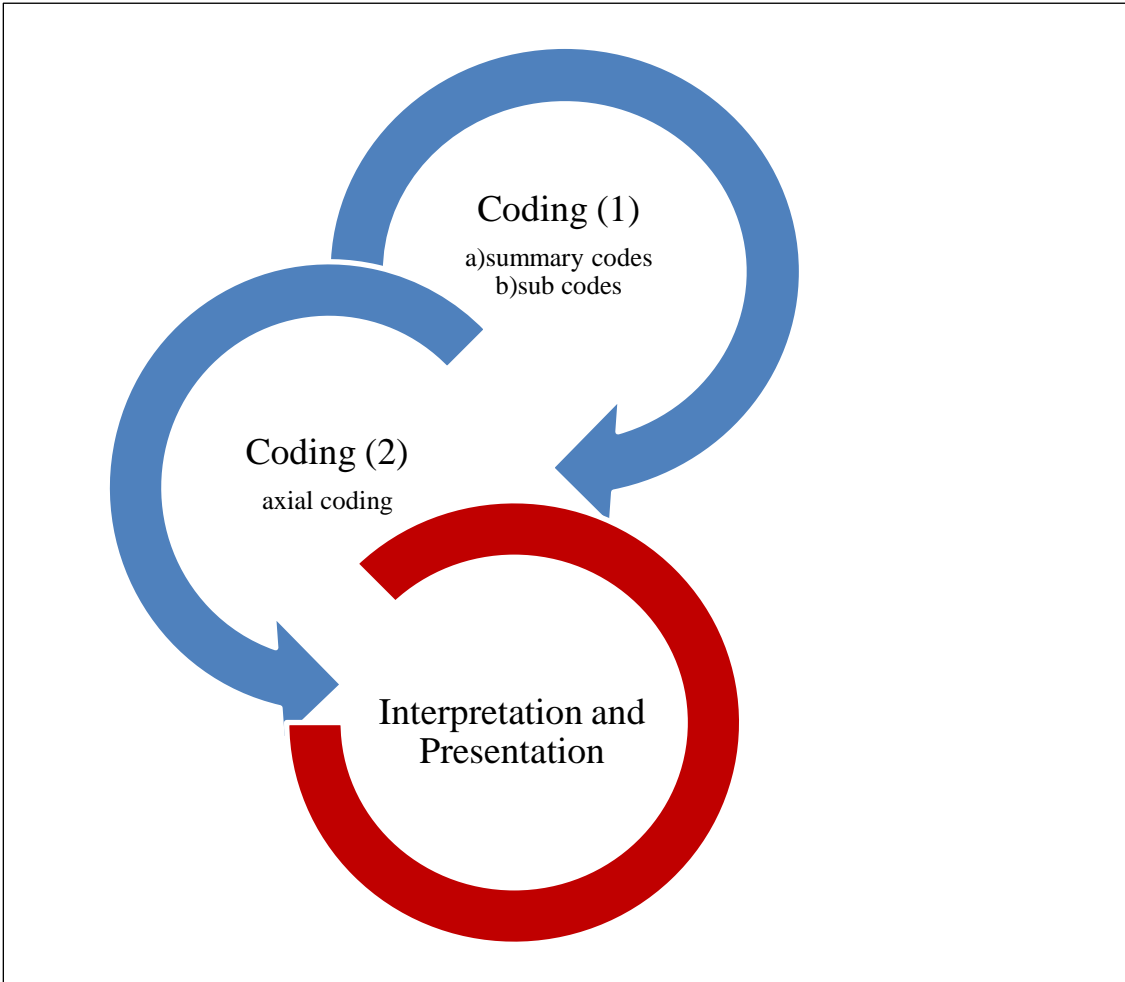 Coding (1)
a)summary codes
b)sub codes
Coding (2)
axial coding
Interpretation and
Presentation